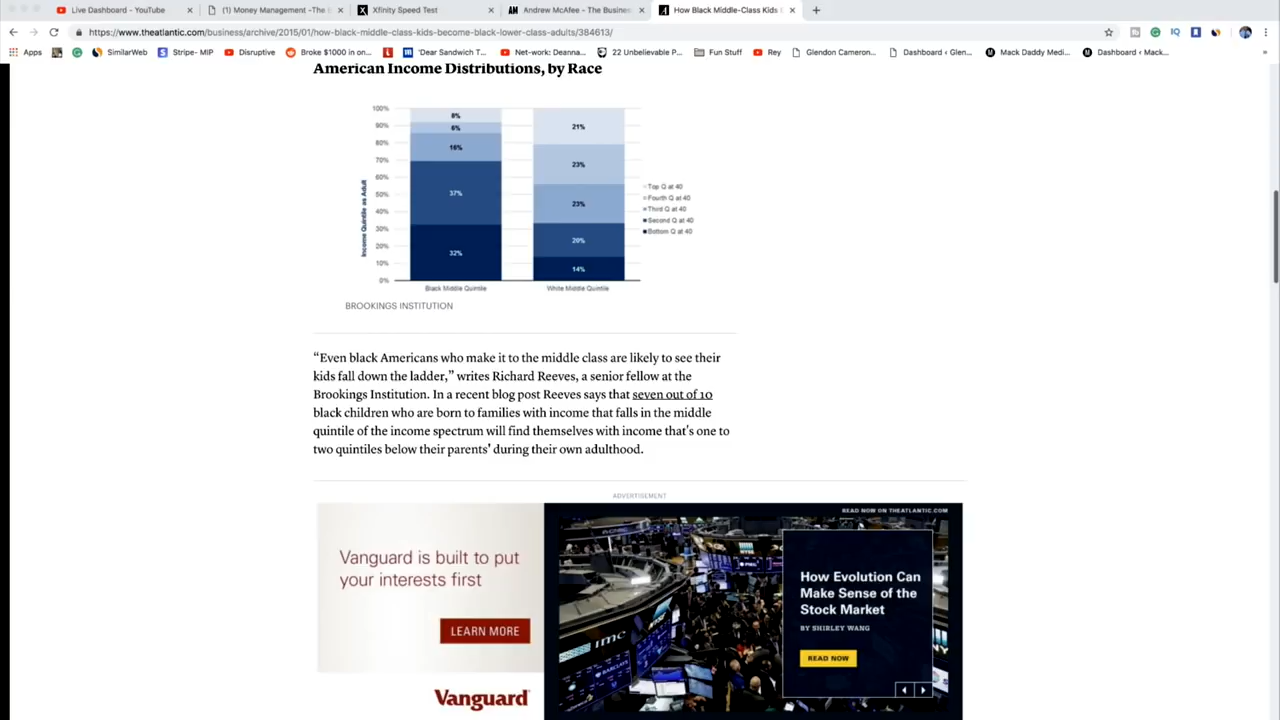 Live Dashboard - YouTube
(1) Money Management -The E
Xfinity Speed Test
Andrew McAfee - The Busines
How Black Middle-Class Kids
https://www.theatlantic.com/business/archive/2015/01/how-black-middle-class-kids-become-black-lower-class-adults/384613/
Apps
SimilarWeb
Stripe- MIP
Disruptive
Broke $1000 in on...
'Dear Sandwich T...
Net-work: Deanna...
22 Unbelievable P...
Fun Stuff
Rey
Glendon Cameron...
Dashboard ‹ Glen...
Mack Daddy Medi...
Dashboard ‹ Mack...
American Income Distributions, by Race
100%
90%
80%
70%
60%
50%
40%
30%
20%
10%
0%
Income Quintile as Adult
8%
6%
16%
37%
32%
21%
23%
23%
20%
14%
Top Q at 40
Fourth Q at 40
Third Q at 40
Second Q at 40
Bottom Q at 40
Black Middle Quintile
White Middle Quintile
BROOKINGS INSTITUTION
“Even black Americans who make it to the middle class are likely to see their
kids fall down the ladder,” writes Richard Reeves, a senior fellow at the
Brookings Institution. In a recent blog post Reeves says that seven out of 10
black children who are born to families with income that falls in the middle
quintile of the income spectrum will find themselves with income that's one to
two quintiles below their parents' during their own adulthood.
ADVERTISEMENT
Vanguard is built to put
your interests first
LEARN MORE
Vanguard
READ NOW ON THEATLANTIC.COM
How Evolution Can
Make Sense of the
Stock Market
BY SHIRLEY WANG
READ NOW
IMC
BARCLAYS